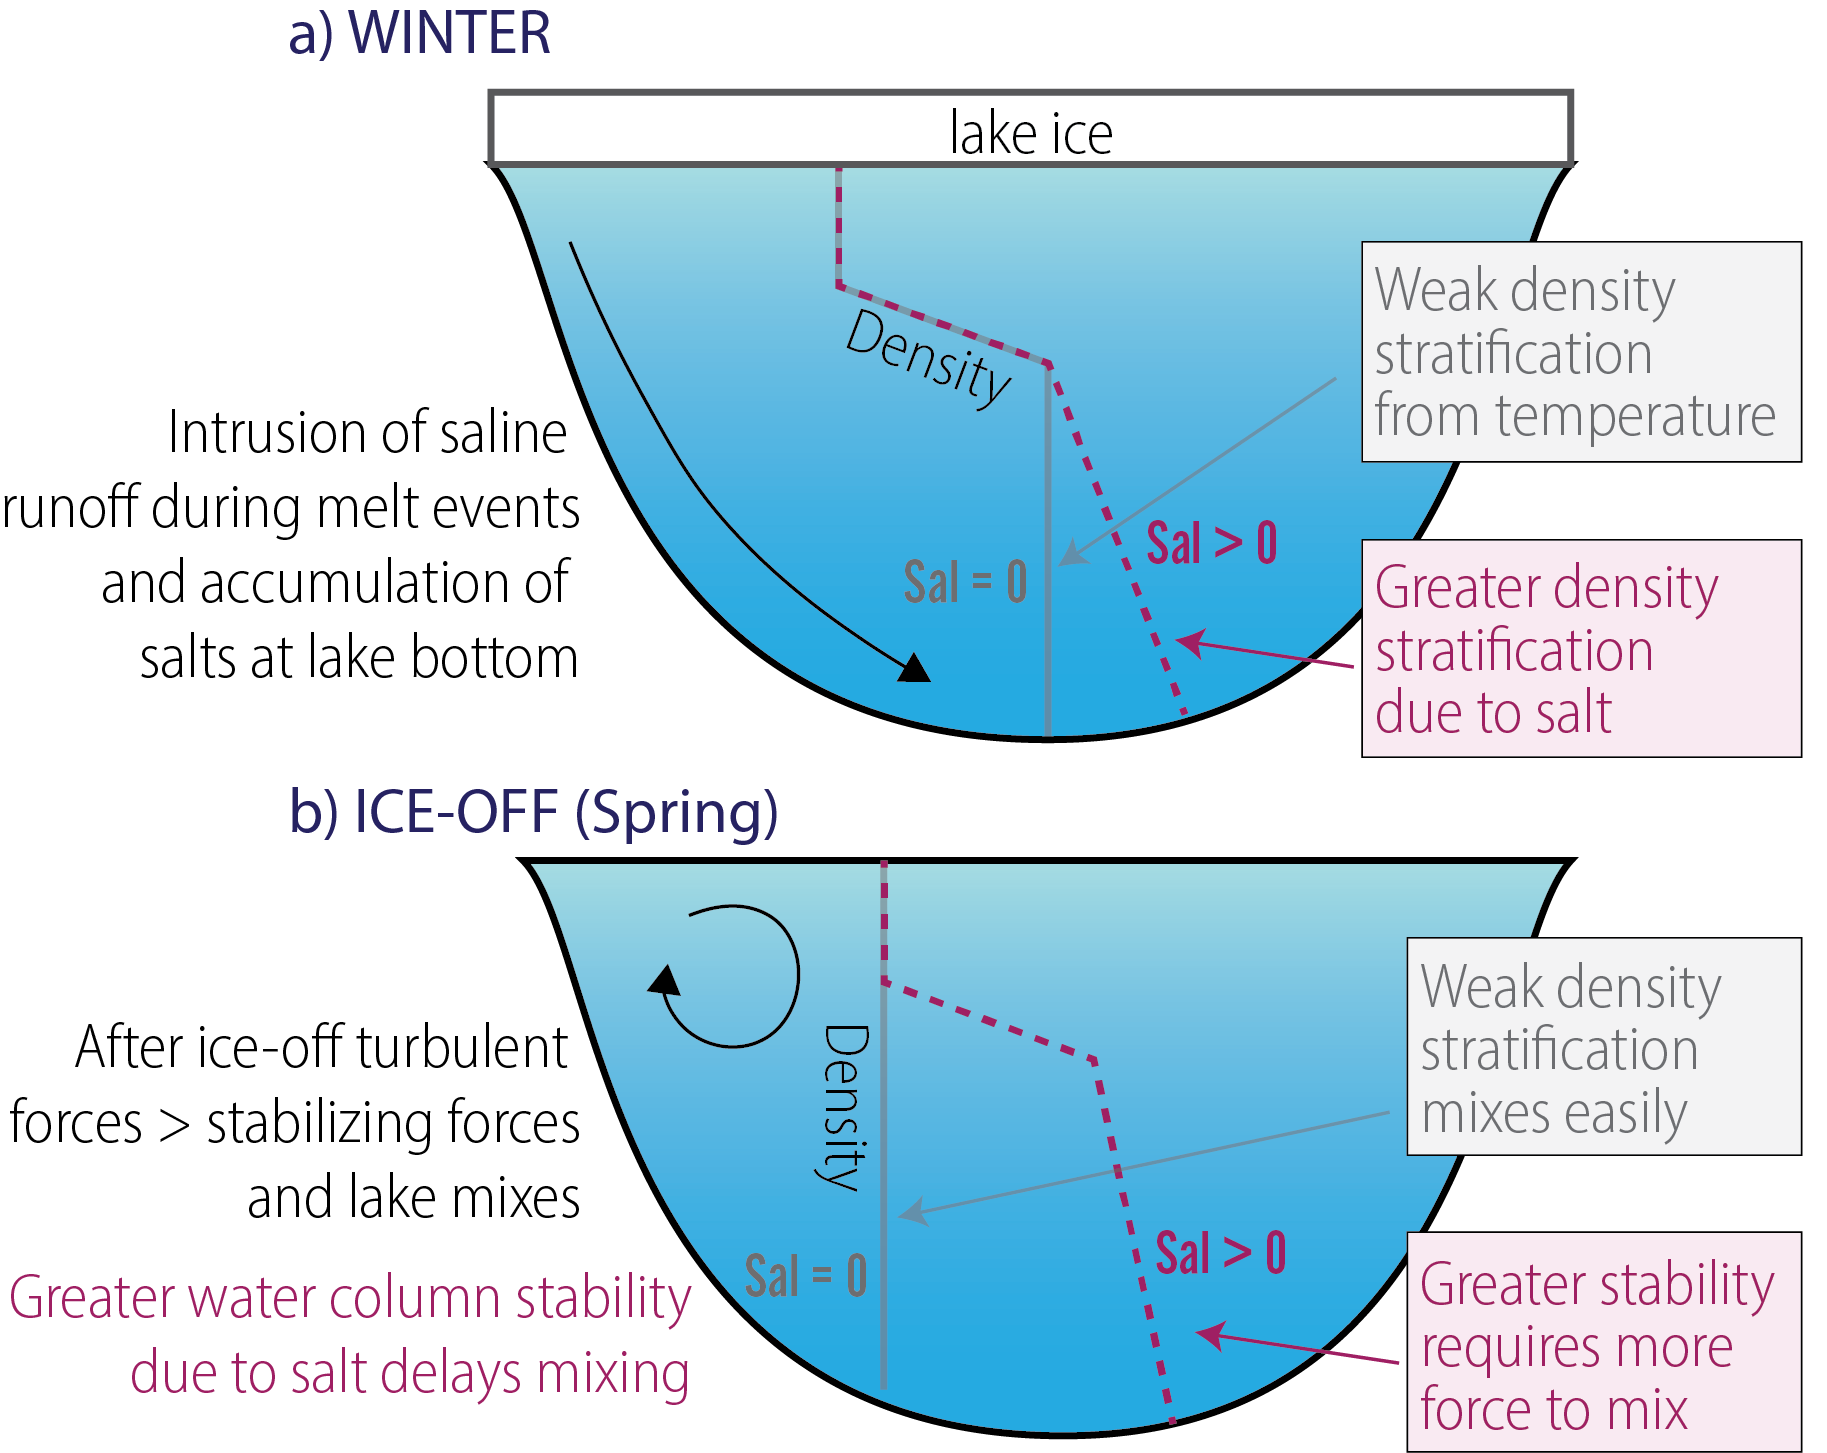 a) WINTER
lake ice
Weak density
stratification
from temperature
Density
Intrusion of saline
runoff during melt events
and accumulation of
salts at lake bottom
Sal = 0
Sal > 0
Greater density
stratification
due to salt
b) ICE-OFF (Spring)
Weak density
stratification
mixes easily
Density
After ice-off turbulent
forces > stabilizing forces
and lake mixes
Sal = 0
Sal > 0
Greater water column stability
due to salt delays mixing
Greater stability
requires more
force to mix